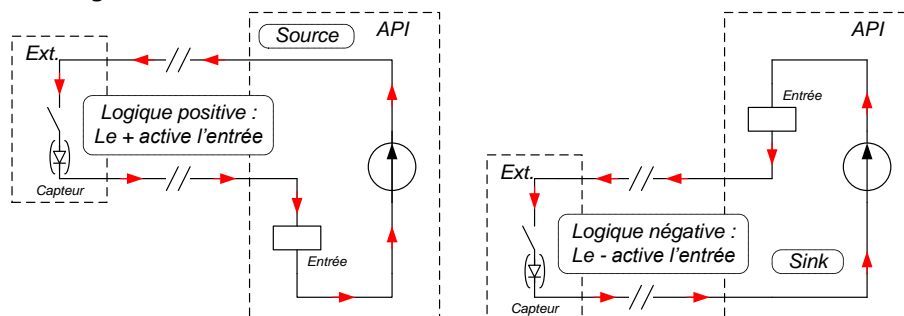 Source
API
Ext.
Logique positive :
Le + active l'entrée
Capteur
Entrée
API
Entrée
Ext.
Logique négative :
Le - active l'entrée
Sink
Capteur